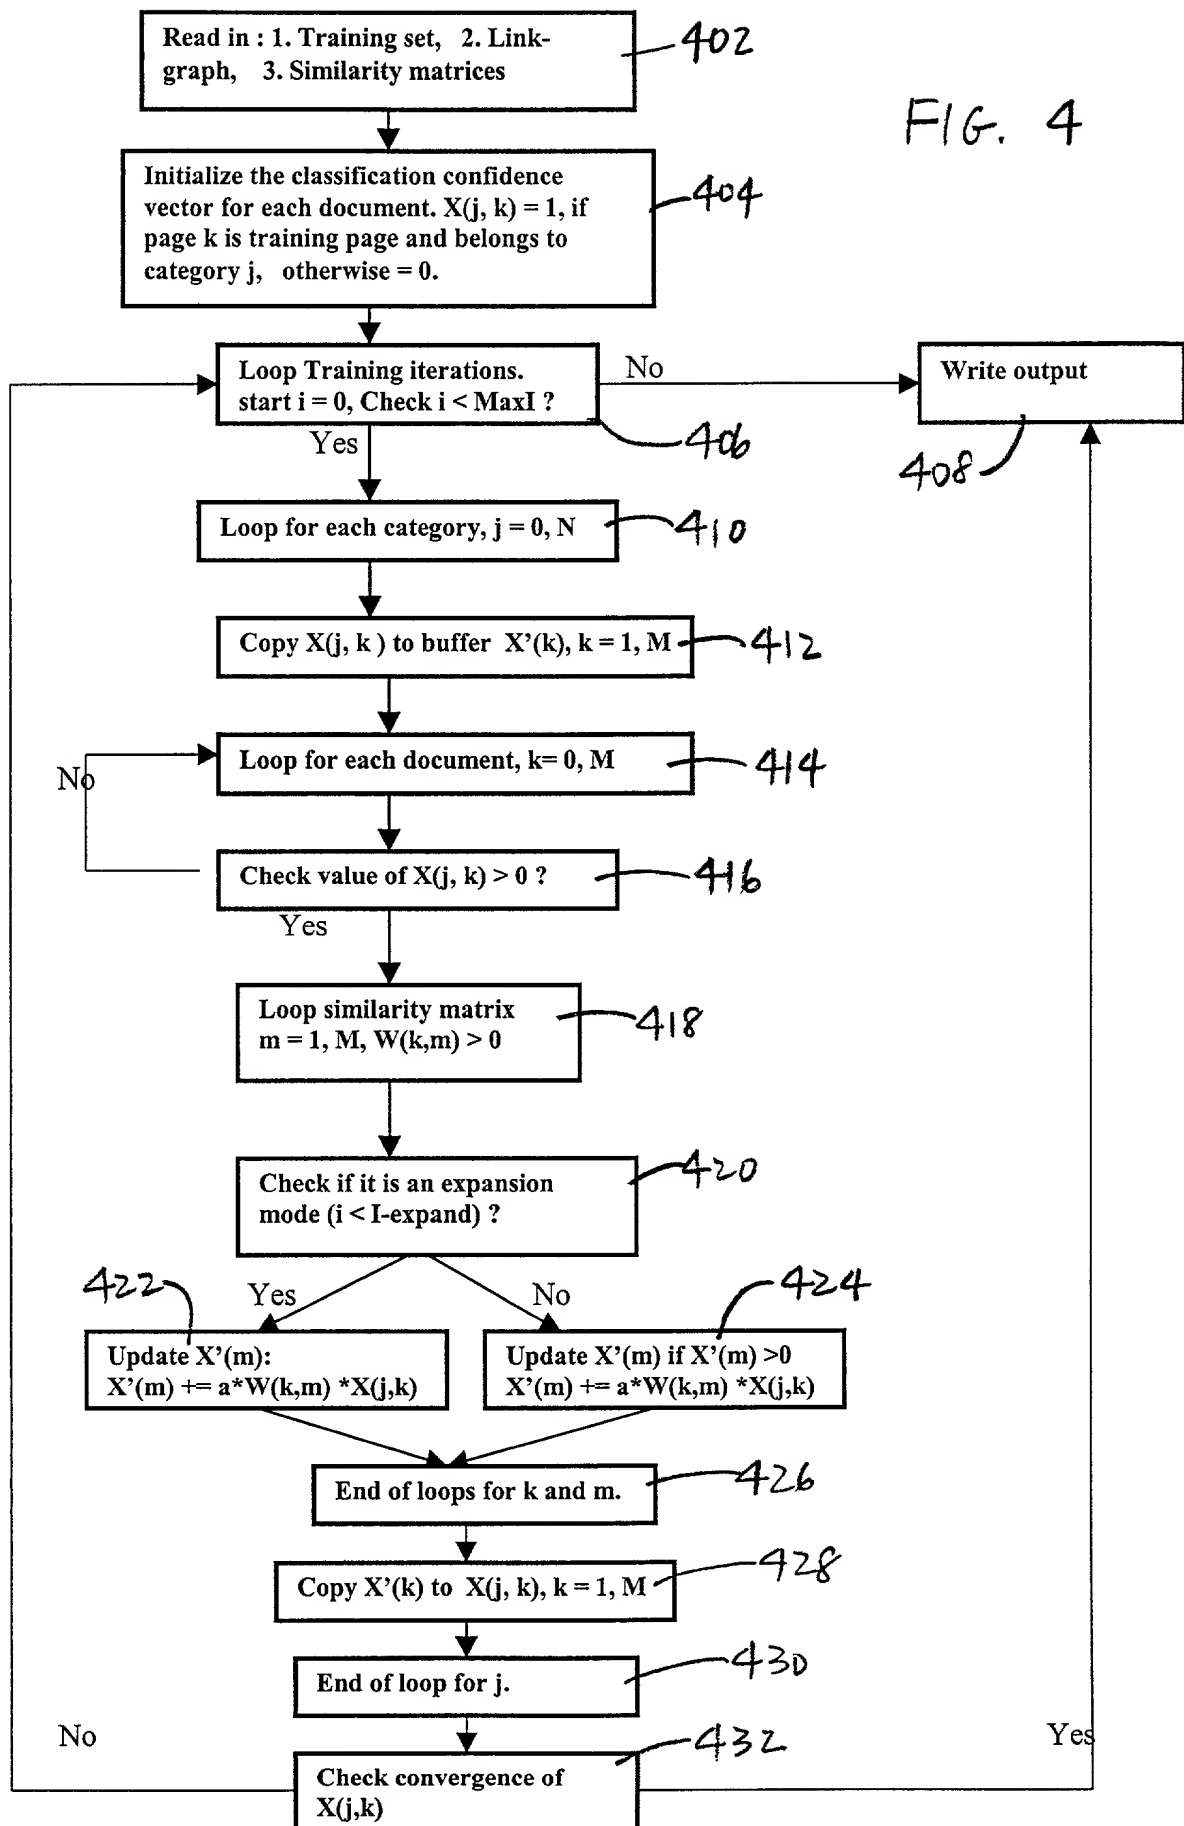 Read in : 1. Training set, 2. Link-
graph, 3. Similarity matrices
402
FIG. 4
Initialize the classification confidence
vector for each document. X(j, k) = 1, if
page k is training page and belongs to
category j, otherwise = 0.
404
Loop Training iterations.
start i = 0, Check i < MaxI ?
No
Write output
Yes
406
408
Loop for each category, j = 0, N
410
Copy X(j, k ) to buffer X’(k), k = 1, M
412
Loop for each document, k= 0, M
414
No
Check value of X(j, k) > 0 ?
416
Yes
Loop similarity matrix
m = 1, M, W(k,m) > 0
418
Check if it is an expansion
mode (i < I-expand) ?
420
422
Yes
No
424
Update X’(m):
X’(m) += a*W(k,m) *X(j,k)
Update X’(m) if X’(m) >0
X’(m) += a*W(k,m) *X(j,k)
End of loops for k and m.
426
Copy X’(k) to X(j, k), k = 1, M
428
End of loop for j.
430
No
Yes
432
Check convergence of
X(j,k)